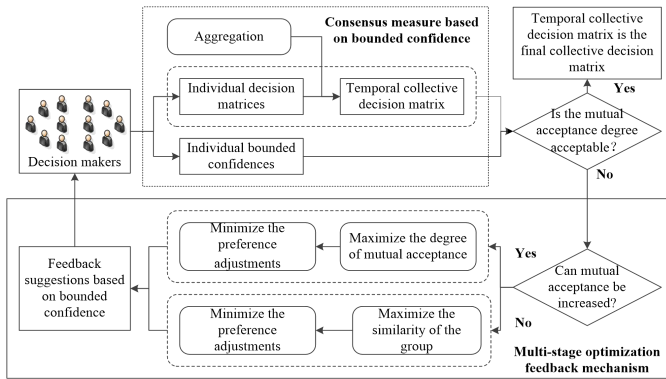 Consensus measure based
on bounded confidence
Aggregation
Individual decision
matrices
Temporal collective
decision matrix
Individual bounded
confidences
Decision makers
Temporal collective
decision matrix is the
final collective decision
matrix
Yes
Is the mutual
acceptance degree
acceptable?
No
Can mutual
acceptance be
increased?
Yes
No
Maximize the degree
of mutual acceptance
Minimize the
preference
adjustments
Maximize the
similarity of the
group
Minimize the
preference
adjustments
Feedback
suggestions based
on bounded
confidence
Multi-stage optimization
feedback mechanism